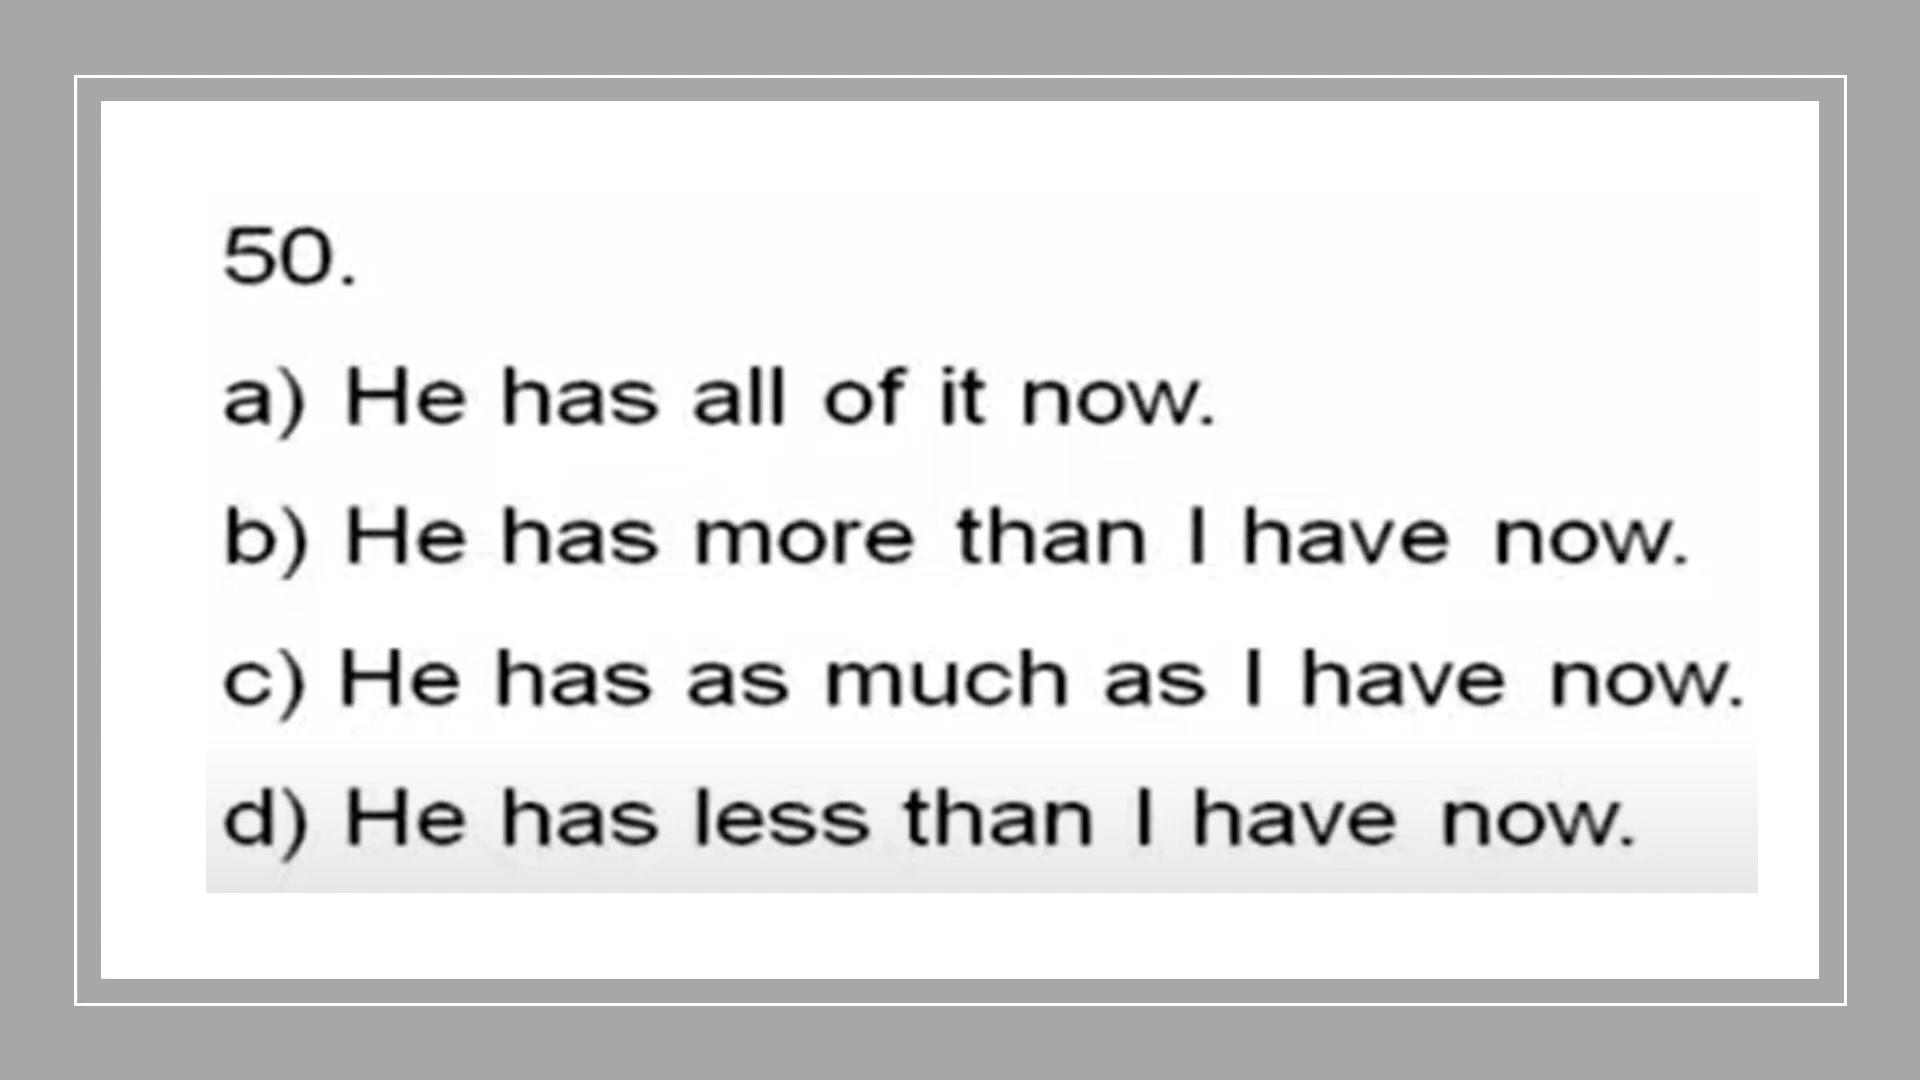 50.
a) He has all of it now.
b) He has more than I have now.
c) He has as much as I have now.
d) He has less than I have now.